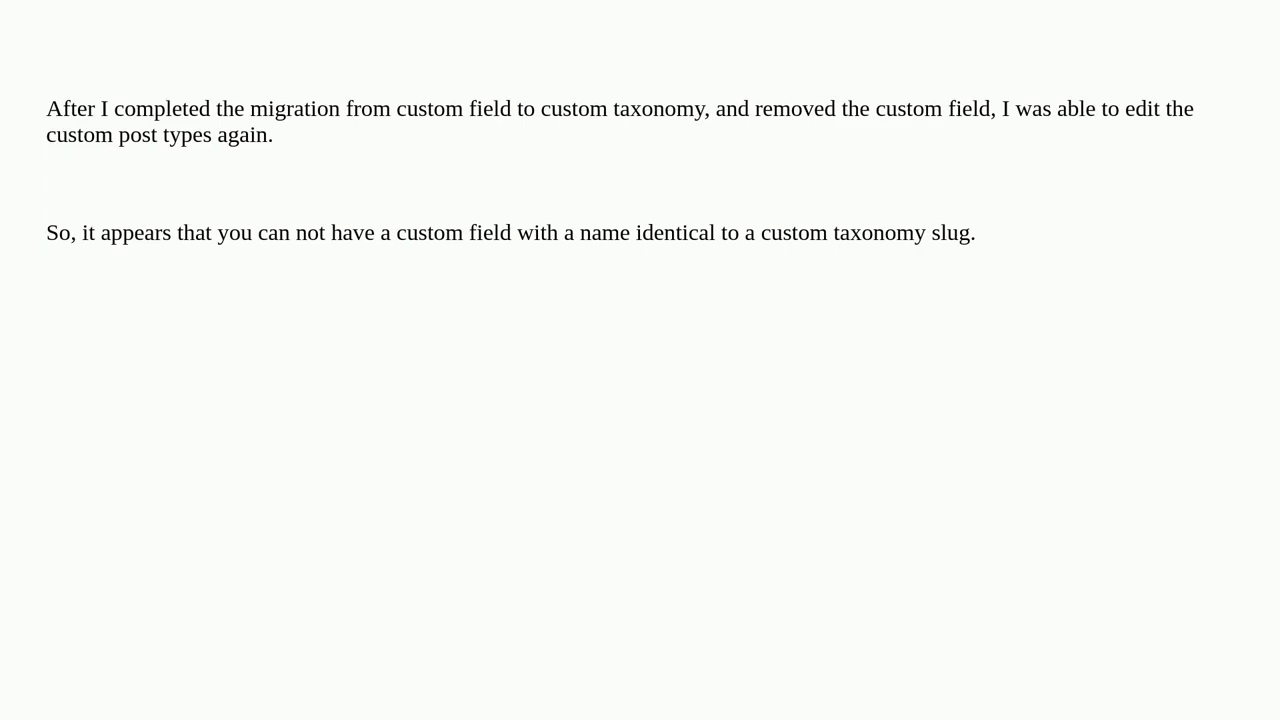 After I completed the migration from custom field to custom taxonomy, and removed the custom field, I was able to edit the
custom post types again.
So, it appears that you can not have a custom field with a name identical to a custom taxonomy slug.